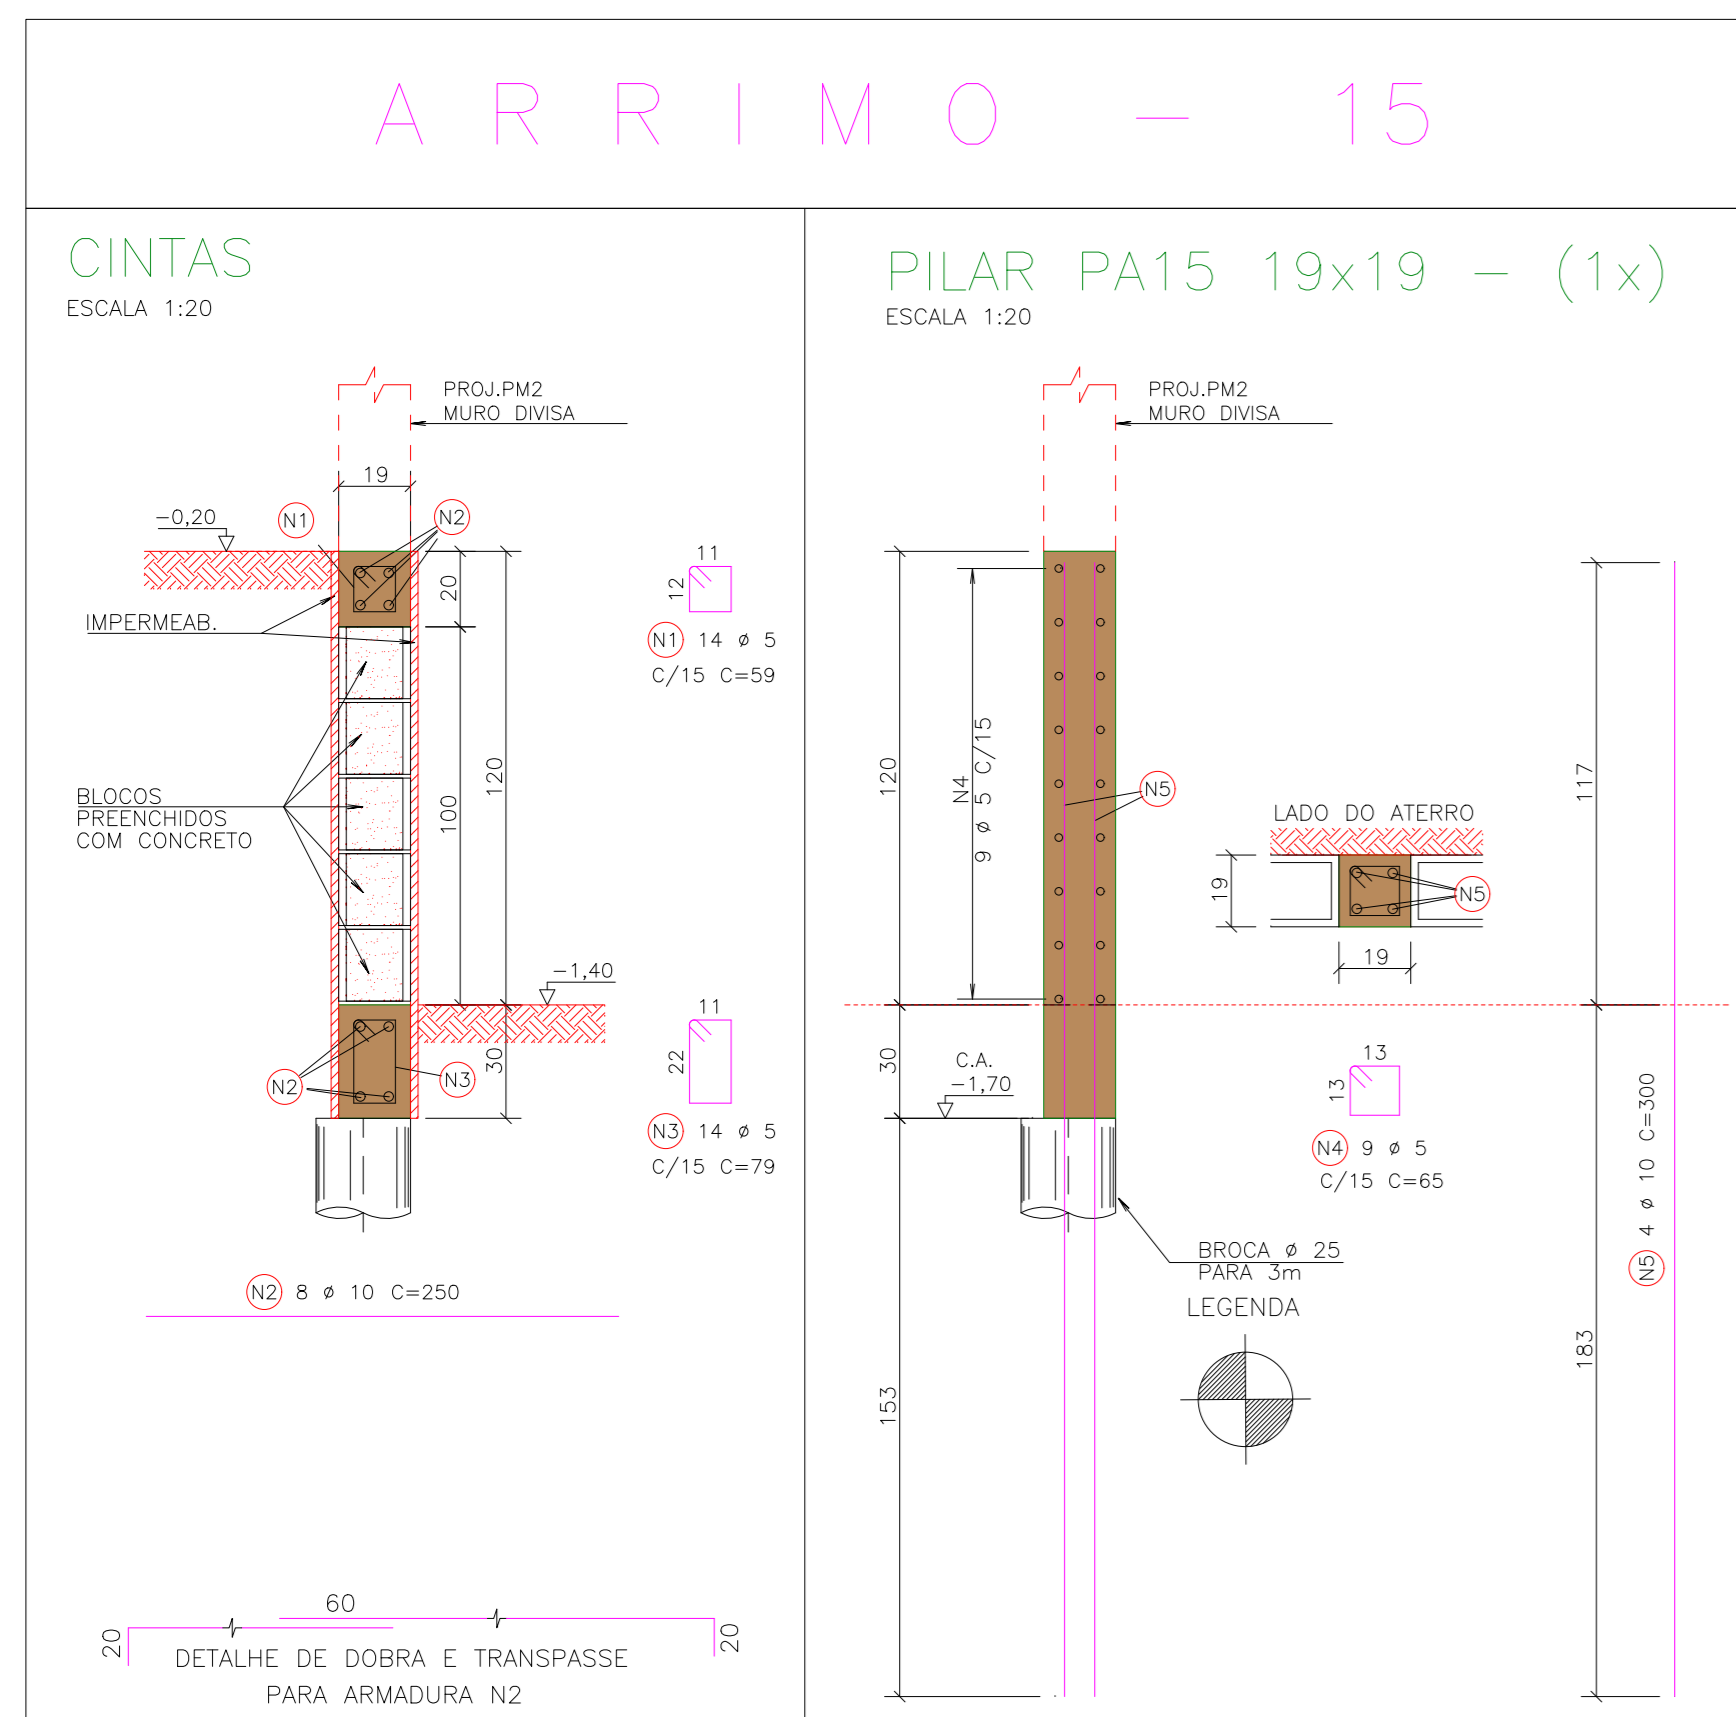 ARRIMO - 15
CINTAS
ESCALA 1:20
PROJ.PM2
MURO DIVISA
19
-0,20
N1
N2
11
12
20
IMPERMEAB.
N1 14 ø 5
C/15 C=59
BLOCOS
PREENCHIDOS
COM CONCRETO
100
120
-1,40
11
22
30
N2
N3
N3 14 ø 5
C/15 C=79
N2 8 ø 10 C=250
60
20
20
DETALHE DE DOBRA E TRANSPASSE
PARA ARMADURA N2
PILAR PA15 19x19 - (1x)
ESCALA 1:20
PROJ.PM2
MURO DIVISA
120
N4
9 ø 5 C/15
N5
117
LADO DO ATERRO
19
N5
19
30
C.A.
-1,70
13
13
N4 9 ø 5
C/15 C=65
N5 4 ø 10 C=300
BROCA ø 25
PARA 3m
LEGENDA
153
183